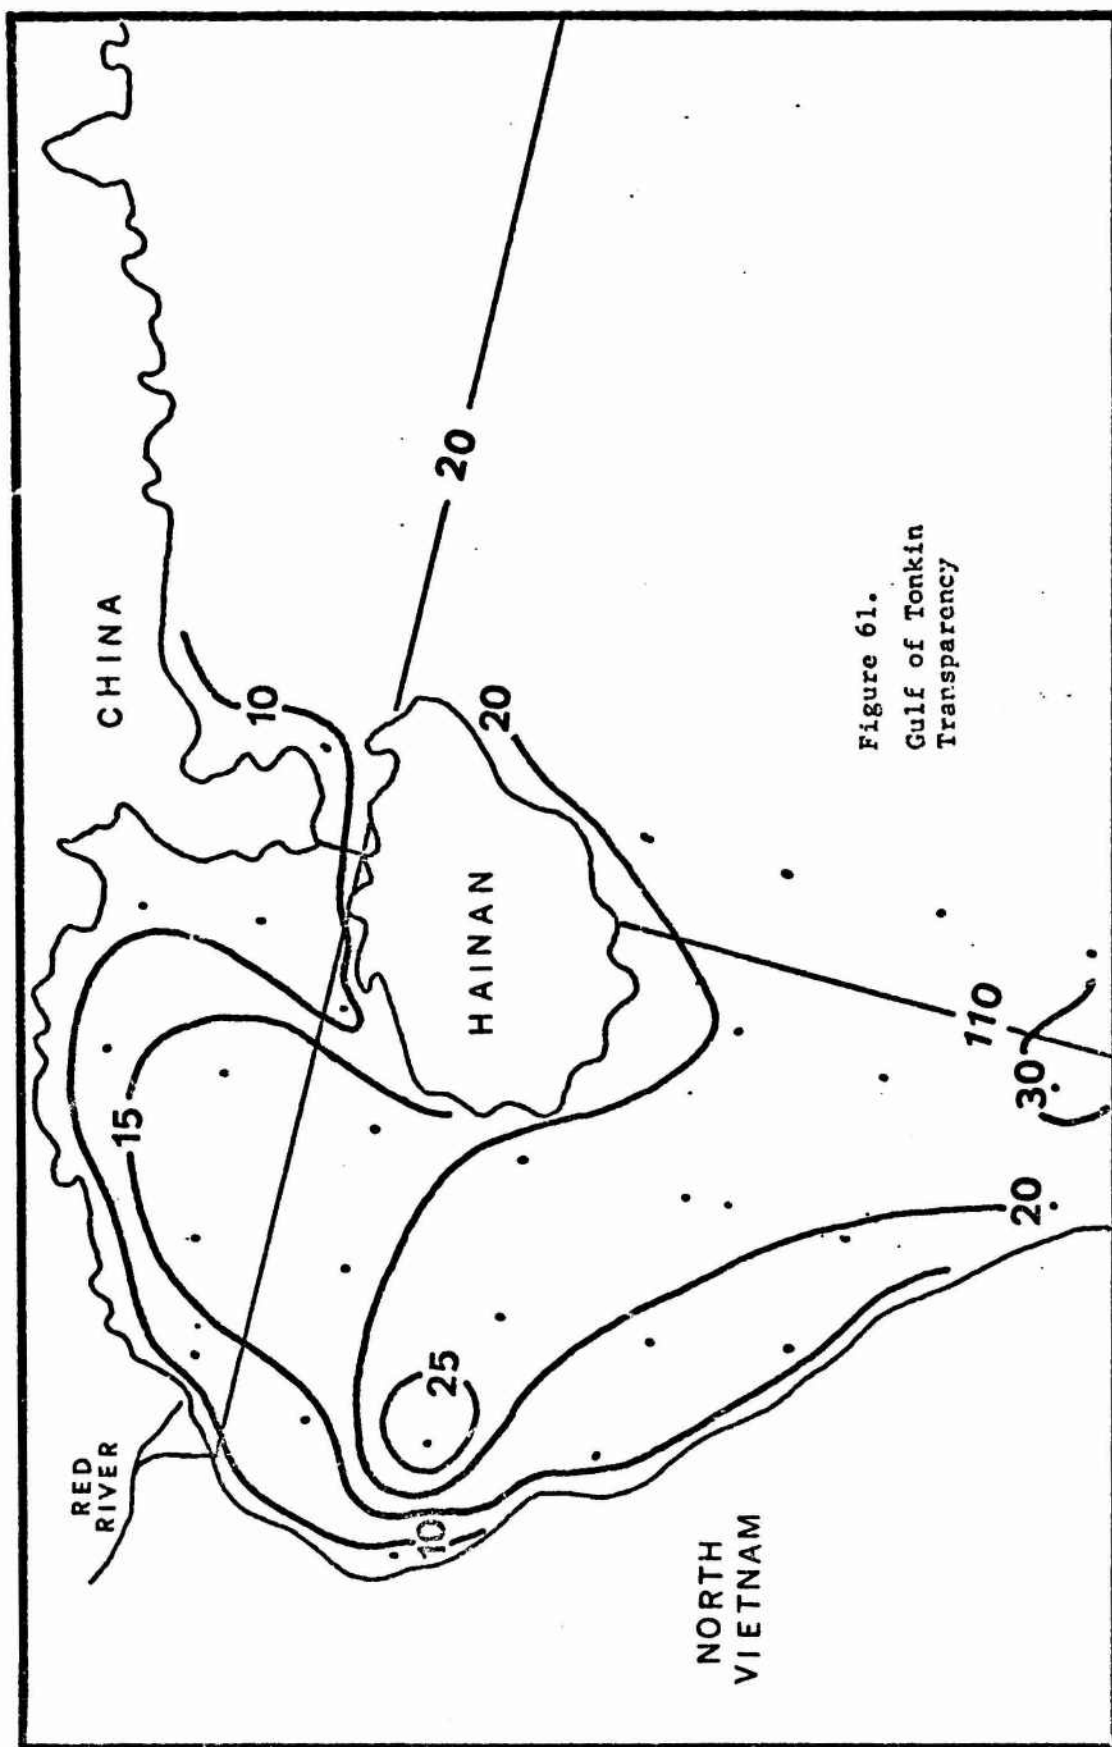 CHINA
RED
RIVER
10
20
15
20
HAINAN
25
10
110
30
20
NORTH
VIETNAM
Figure 61.
Gulf of Tonkin
Transparency